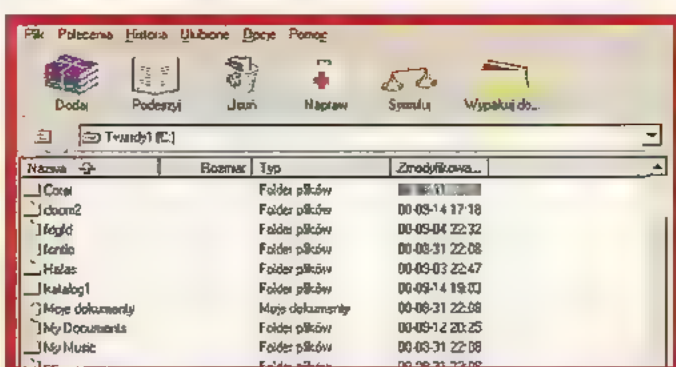 Plik Polecenia Historia Ulubione Opcje Pomoc
Dodaj Podejrzyj Usuń Napraw Symuluj Wypakuj do...
Twardy1 (C:)
Nazwa Rozmiar Typ Zmodyfikowa...
Corel Folder plików
doom2 Folder plików 00-09-14 17:18
Folder plików 00-09-04 22:32
Folder plików 00-08-31 22:08
Hałas Folder plików 00-09-03 22:47
katalog1 Folder plików 00-09-14 19:03
Moje dokumenty Moje dokumenty 00-08-31 22:08
My Documents Folder plików 00-09-12 20:25
My Music Folder plików 00-08-31 22:08